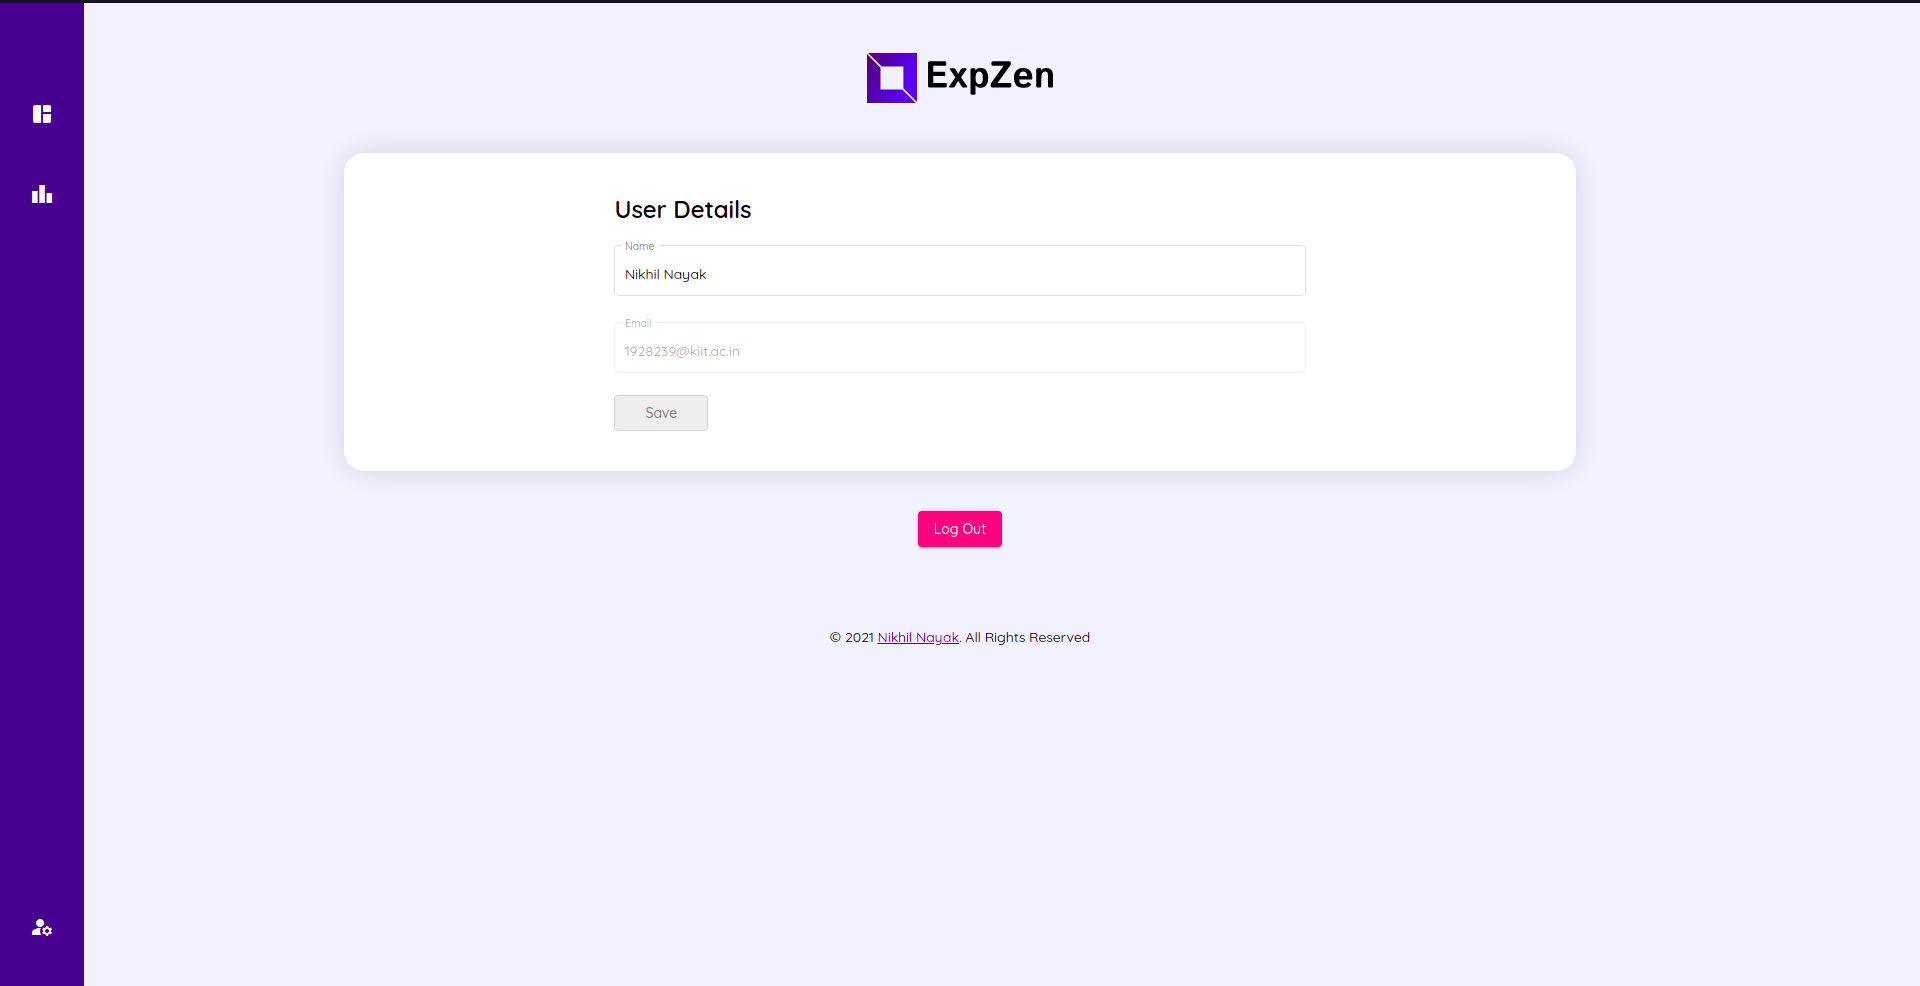 ExpZen
User Details
Name
Nikhil Nayak
Email
1928239@kiit.ac.in
Save
Log Out
© 2021 Nikhil Nayak. All Rights Reserved